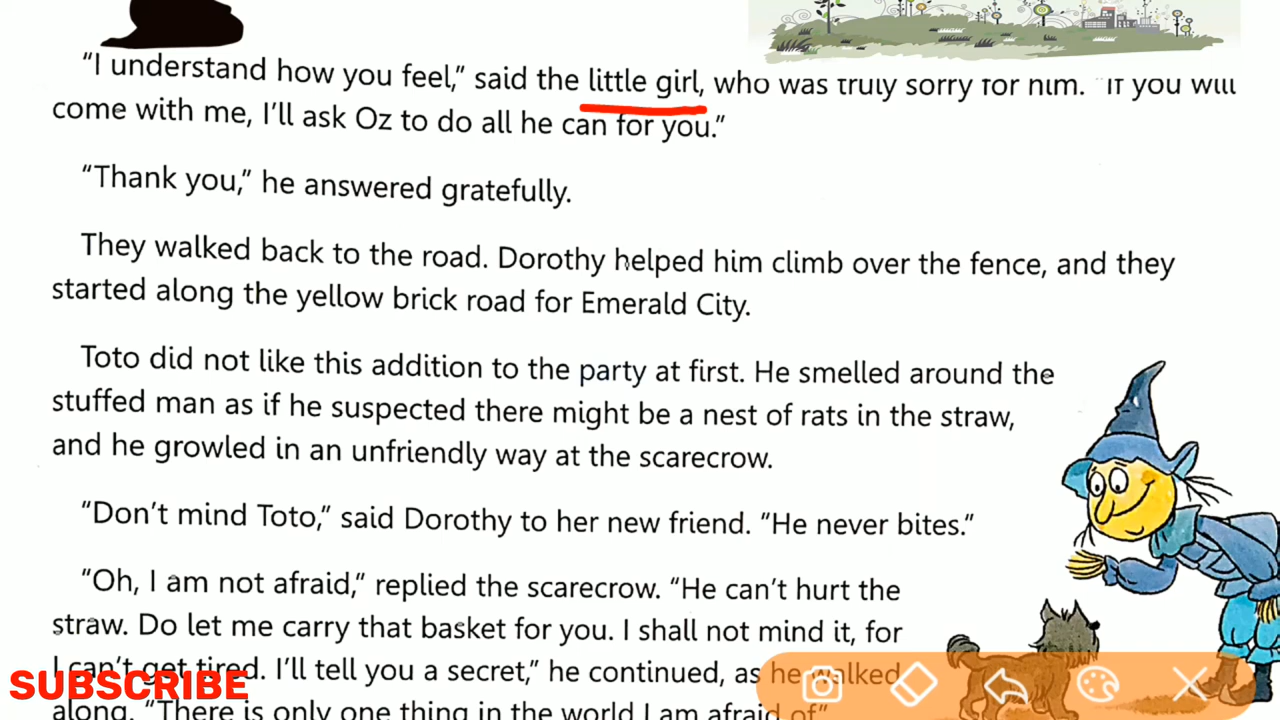 “I understand how you feel,” said the little girl, who was truly sorry for him. “If you will
come with me, I’ll ask Oz to do all he can for you.”
“Thank you,” he answered gratefully.
They walked back to the road. Dorothy helped him climb over the fence, and they
started along the yellow brick road for Emerald City.
Toto did not like this addition to the party at first. He smelled around the
stuffed man as if he suspected there might be a nest of rats in the straw,
and he growled in an unfriendly way at the scarecrow.
“Don’t mind Toto,” said Dorothy to her new friend. “He never bites.”
“Oh, I am not afraid,” replied the scarecrow. “He can’t hurt the
straw. Do let me carry that basket for you. I shall not mind it, for
I can’t get tired. I’ll tell you a secret,” he continued, as he walked
along. “There is only one thing in the world I am afraid of”
SUBSCRIBE